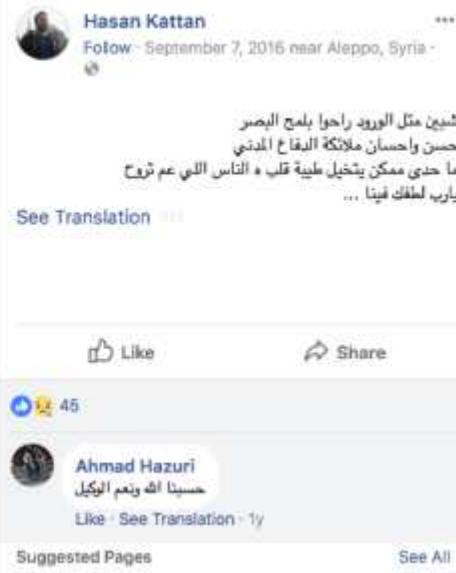 Hasan Kattan
Follow · September 7, 2016 near Aleppo, Syria ·
شبين متل الورود راحوا بلمح البصر
حسن واحسان ملائكة الدفاع المدني
ما حدى ممكن يتخيل طيبة قلب ه الناس اللي عم تروح
يارب لطفك فينا ...
See Translation
Like
Share
45
Ahmad Hazuri
حسبنا الله ونعم الوكيل
Like · See Translation · 1y
Suggested Pages
See All